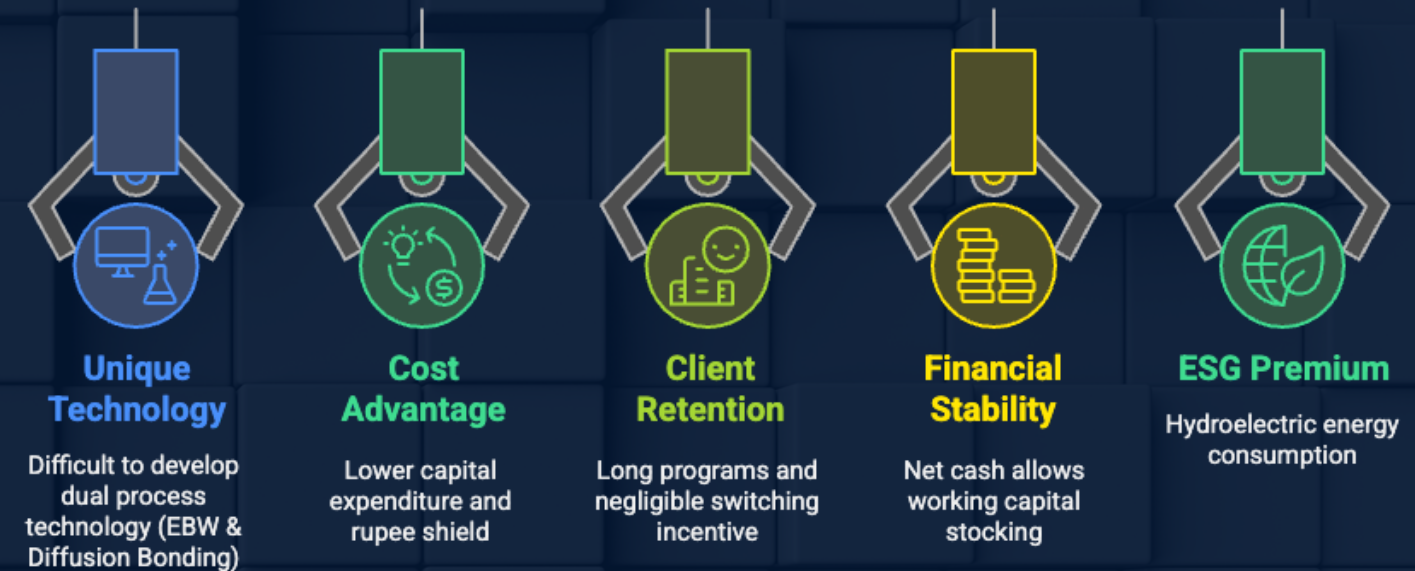 Unique
Technology
Difficult to develop
dual process
technology (EBW &
Diffusion Bonding)
Cost
Advantage
Lower capital
expenditure and
rupee shield
Client
Retention
Long programs and
negligible switching
incentive
Financial
Stability
Net cash allows
working capital
stocking
ESG Premium
Hydroelectric energy
consumption